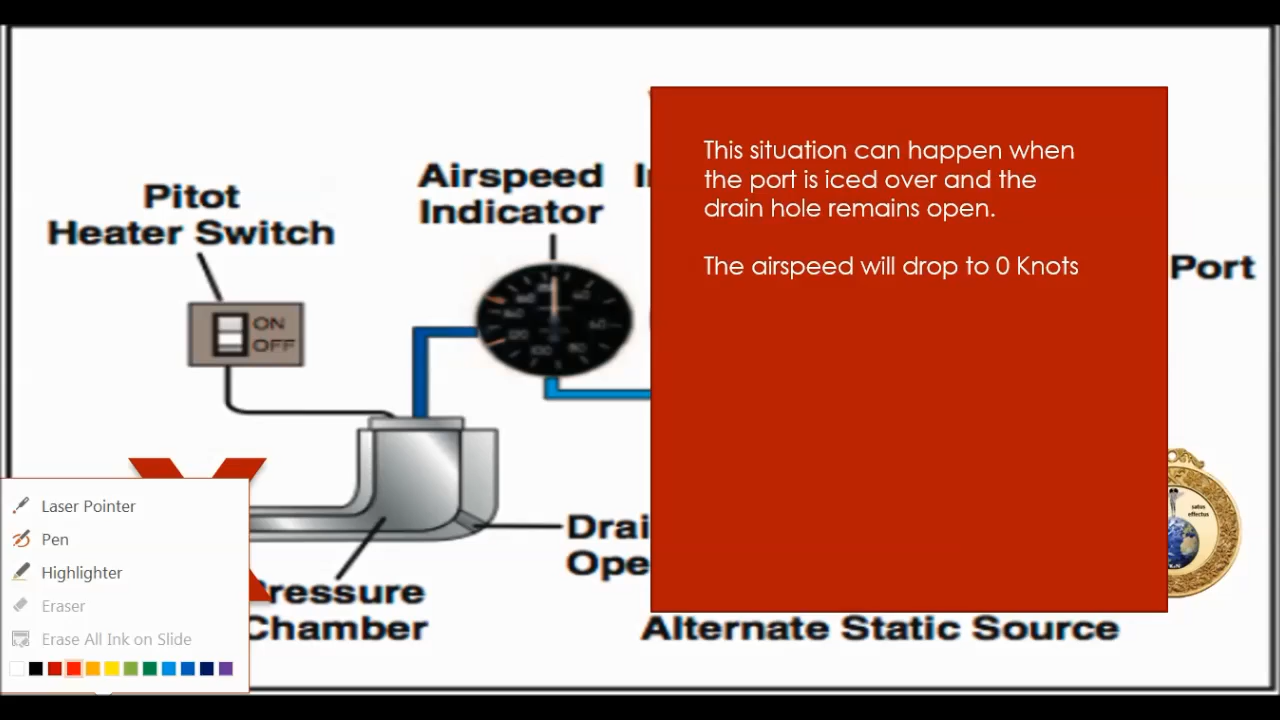 Pitot
Heater Switch
ON
OFF
Airspeed
Indicator
This situation can happen when
the port is iced over and the
drain hole remains open.
The airspeed will drop to 0 Knots
Port
Drai
Ope
ressure
Chamber
Alternate Static Source
Laser Pointer
Pen
Highlighter
Eraser
Erase All Ink on Slide